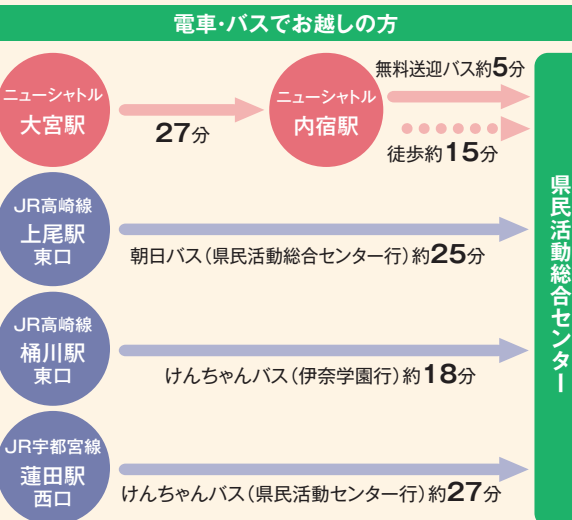 電車・バスでお越しの方
ニューシャトル
大宮駅
27分
ニューシャトル
内宿駅
無料送迎バス約5分
徒歩約15分
JR高崎線
上尾駅
東口
朝日バス(県民活動総合センター行)約25分
JR高崎線
桶川駅
東口
けんちゃんバス(伊奈学園行)約18分
JR宇都宮線
蓮田駅
西口
けんちゃんバス(県民活動センター行)約27分
県民活動総合センター